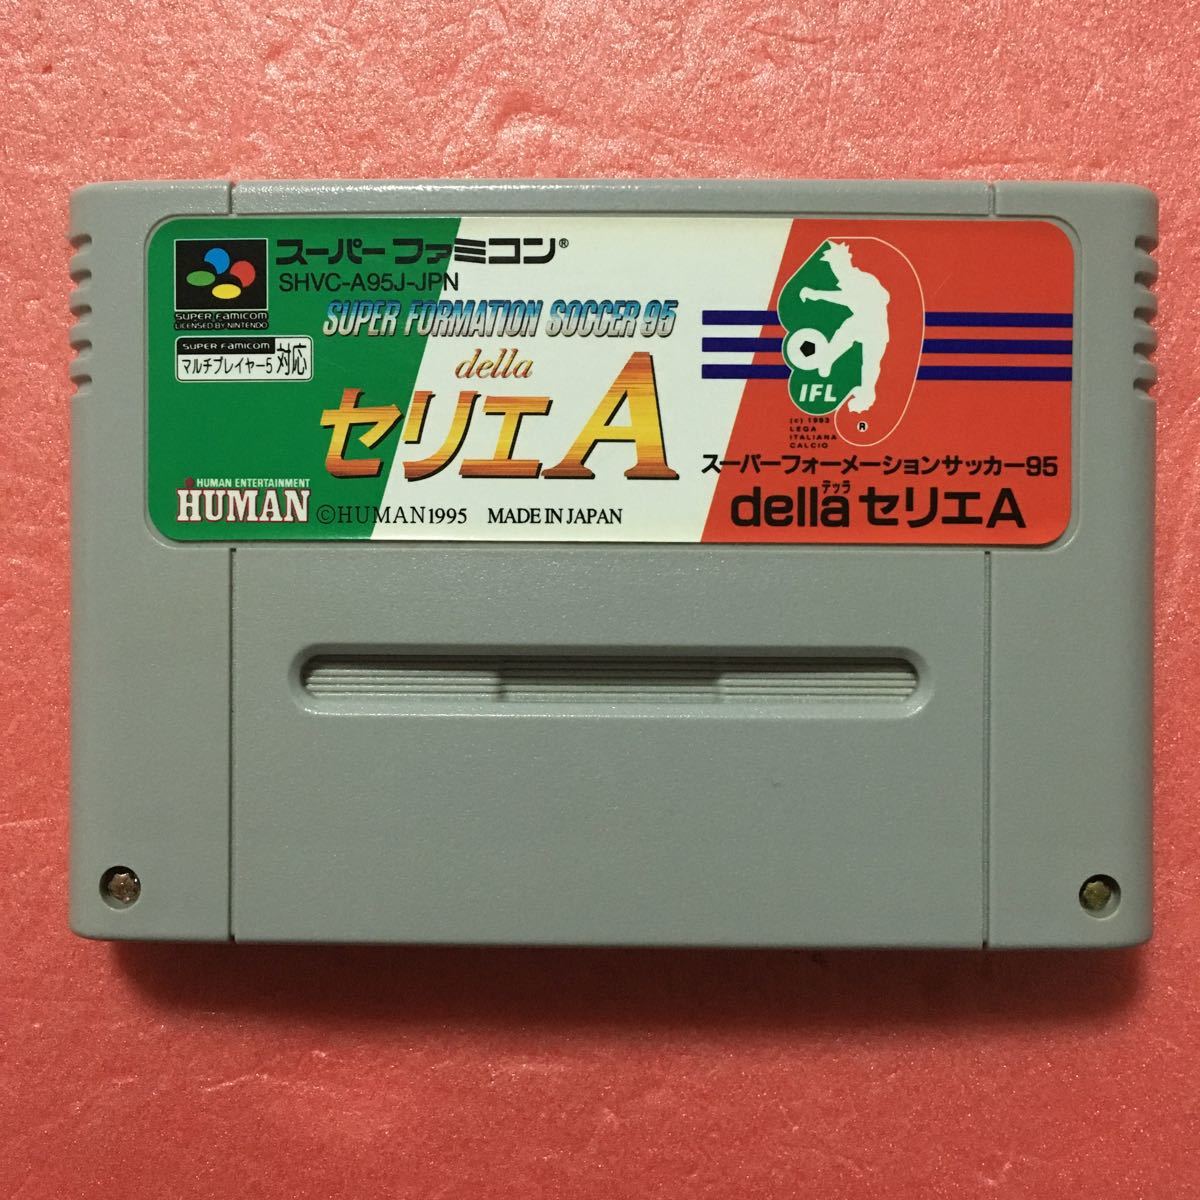 スーパーファミコン®
SHVC-A95J-JPN
SUPER FAMICOM
LICENSED BY NINTENDO
SUPER FAMICOM
マルチプレイヤー5 対応
SUPER FORMATION SOCCER 95
della
セリエA
HUMAN ENTERTAINMENT
HUMAN
©HUMAN1995 MADE IN JAPAN
IFL
®
(c) 1993
LEGA
ITALIANA
CALCIO
スーパーフォーメーションサッカー95
デッラ
della セリエA